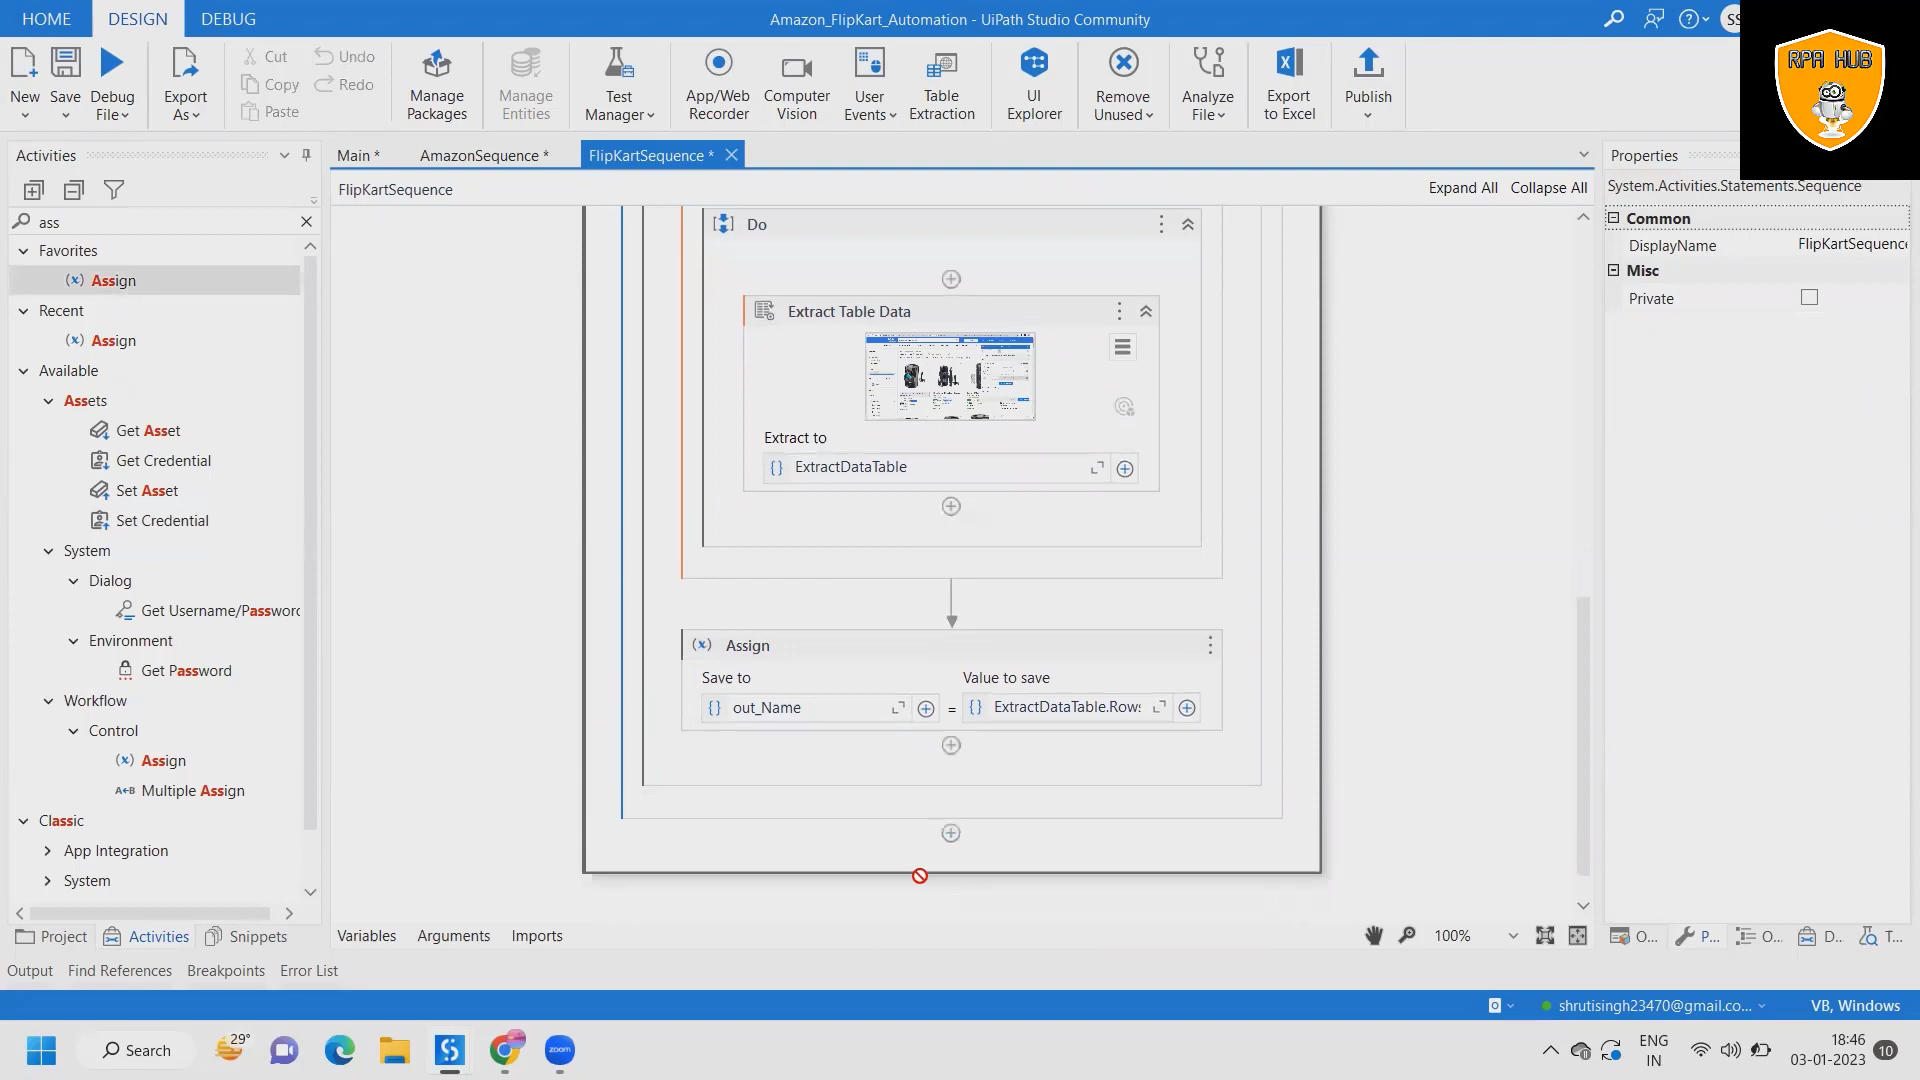 HOME DESIGN DEBUG
Amazon_FlipKart_Automation - UiPath Studio Community
SS
RPA HUB
New
Save
Debug File
Export As
Cut
Copy
Paste
Undo
Redo
Manage Packages
Manage Entities
Test Manager
App/Web Recorder
Computer Vision
User Events
Table Extraction
UI Explorer
Remove Unused
Analyze File
Export to Excel
Publish
Activities
ass
Favorites
Assign
Recent
Assign
Available
Assets
Get Asset
Get Credential
Set Asset
Set Credential
System
Dialog
Get Username/Password
Environment
Get Password
Workflow
Control
Assign
A+B Multiple Assign
Classic
App Integration
System
Project Activities Snippets
Main * AmazonSequence * FlipKartSequence *
FlipKartSequence
Expand All Collapse All
Do
Extract Table Data
Extract to
ExtractDataTable
Assign
Save to Value to save
out_Name = ExtractDataTable.Rows
Variables Arguments Imports
100%
Properties
System.Activities.Statements.Sequence
Common
DisplayName FlipKartSequence
Misc
Private
O... P... O... D... T...
Output Find References Breakpoints Error List
shrutisingh23470@gmail.co...
VB, Windows
Search
29°
zoom
ENG
IN
18:46
03-01-2023
10